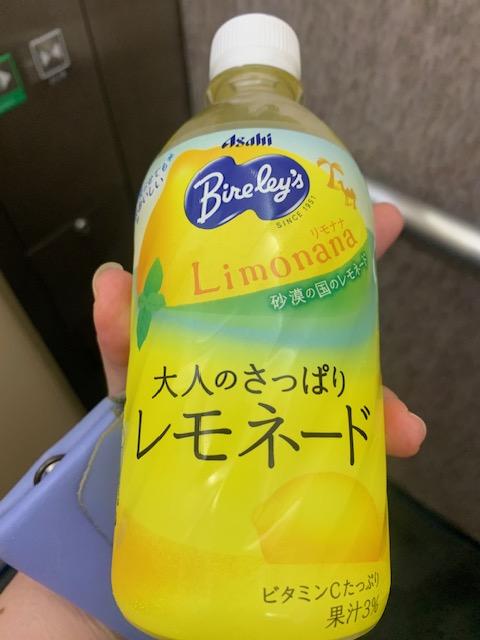 Asahi
Bireley's
SINCE 1951
リモナナ
Limonana
砂漠の国のレモネード
大人のさっぱり
レモネード
ビタミンCたっぷり
果汁3%